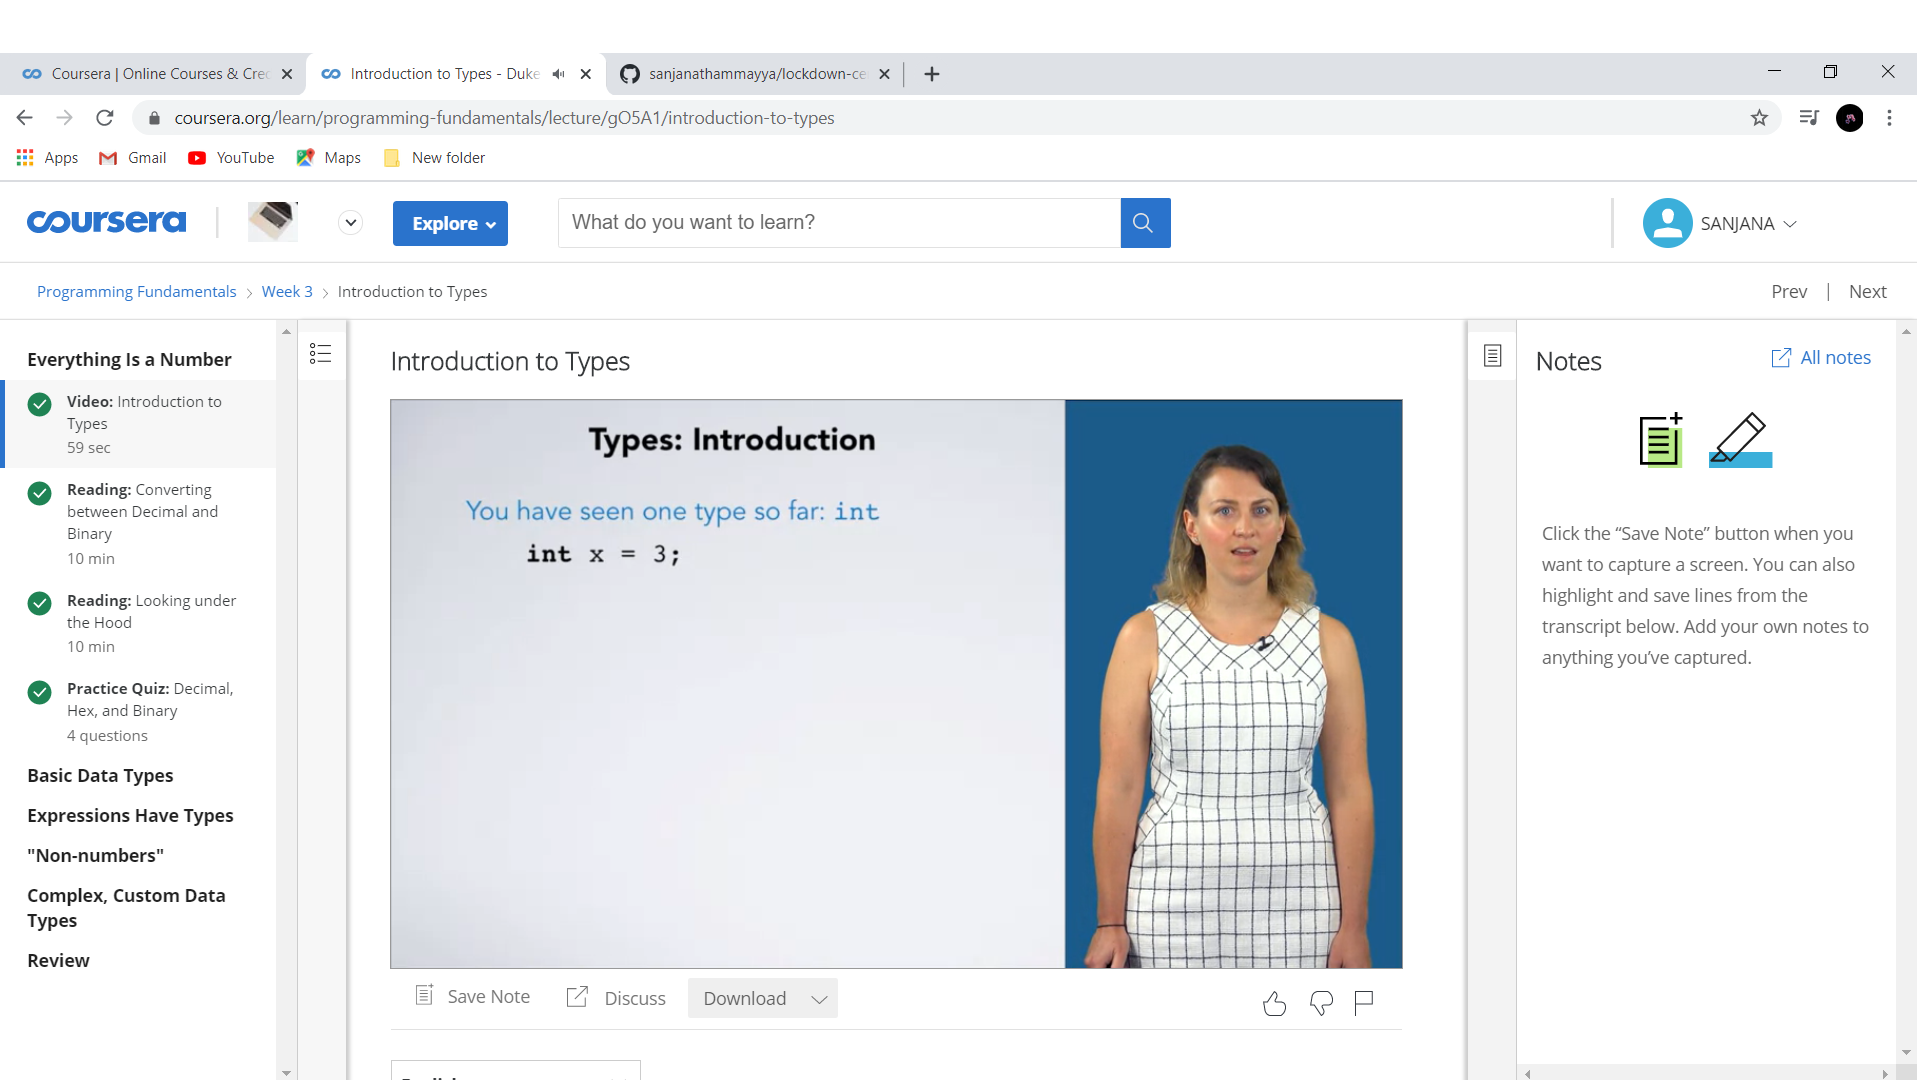 Coursera | Online Courses & Cre
Introduction to Types - Duke
sanjanathammayya/lockdown-ce
coursera.org/learn/programming-fundamentals/lecture/gO5A1/introduction-to-types
Apps
Gmail
YouTube
Maps
New folder
coursera
Explore
What do you want to learn?
SANJANA
Programming Fundamentals > Week 3 > Introduction to Types
Prev | Next
Everything Is a Number
Video: Introduction to
Types
59 sec
Reading: Converting
between Decimal and
Binary
10 min
Reading: Looking under
the Hood
10 min
Practice Quiz: Decimal,
Hex, and Binary
4 questions
Basic Data Types
Expressions Have Types
"Non-numbers"
Complex, Custom Data
Types
Review
Introduction to Types
Types: Introduction
You have seen one type so far: int
int x = 3;
Save Note
Discuss
Download
Notes
All notes
Click the “Save Note” button when you
want to capture a screen. You can also
highlight and save lines from the
transcript below. Add your own notes to
anything you’ve captured.